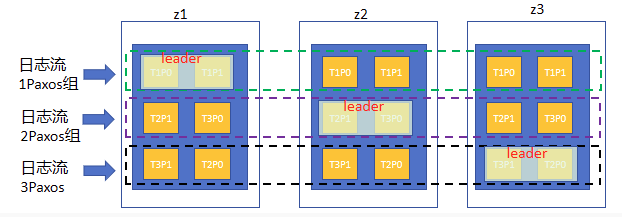 z1 z2 z3
日志流
1Paxos组
leader
T1P0 T1P1 T1P0 T1P1 T1P0 T1P1
日志流
2Paxos组
leader
T2P1 T3P0 T2P1 T3P0 T2P1 T3P0
日志流
3Paxos
leader
T3P1 T2P0 T3P1 T2P0 T3P1 T2P0